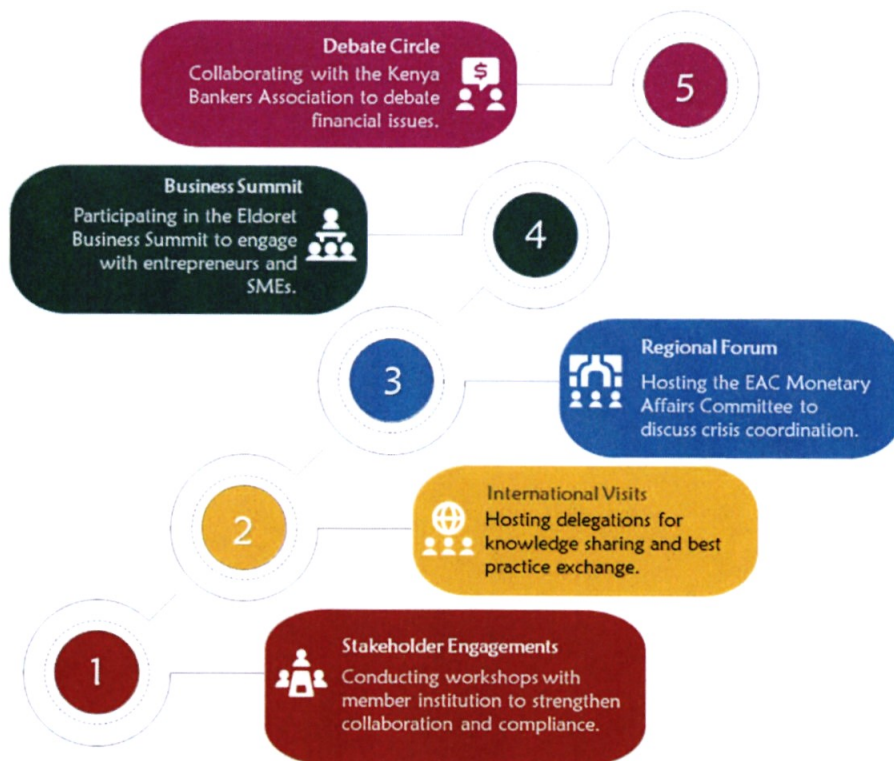 Debate Circle
Collaborating with the Kenya
Bankers Association to debate
financial issues.
$
5
Business Summit
Participating in the Eldoret
Business Summit to engage
with entrepreneurs and
SMEs.
4
3
Regional Forum
Hosting the EAC Monetary
Affairs Committee to
discuss crisis coordination.
2
International Visits
Hosting delegations for
knowledge sharing and best
practice exchange.
1
Stakeholder Engagements
Conducting workshops with
member institution to strengthen
collaboration and compliance.